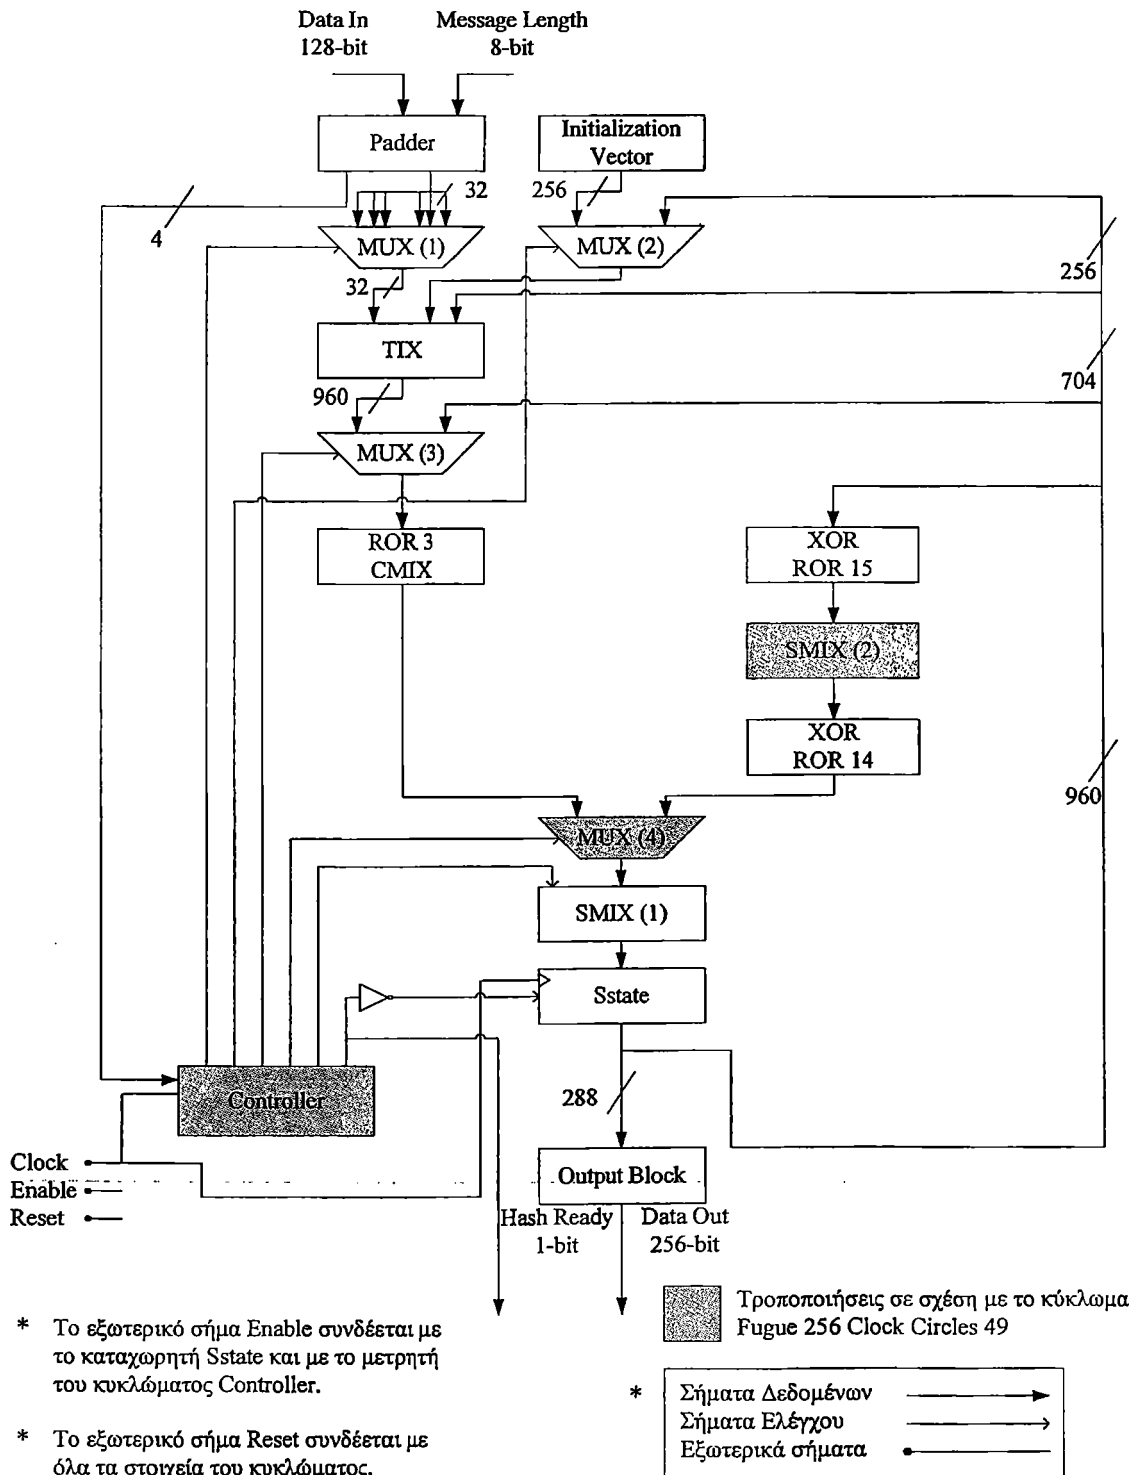 Data In
128-bit
Message Length
8-bit
Padder
Initialization
Vector
32
256
4
MUX (1)
MUX (2)
256
32
TIX
704
960
MUX (3)
ROR 3
CMIX
XOR
ROR 15
SMIX (2)
XOR
ROR 14
960
MUX (4)
SMIX (1)
Sstate
Controller
288
Clock
Enable
Reset
Output Block
Hash Ready
1-bit
Data Out
256-bit
Τροποποιήσεις σε σχέση με το κύκλωμα
Fugue 256 Clock Circles 49
* Το εξωτερικό σήμα Enable συνδέεται με
το καταχωρητή Sstate και με το μετρητή
του κυκλώματος Controller.
* Το εξωτερικό σήμα Reset συνδέεται με
όλα τα στοιχεία του κυκλώματος.
* Σήματα Δεδομένων
Σήματα Ελέγχου
Εξωτερικά σήματα